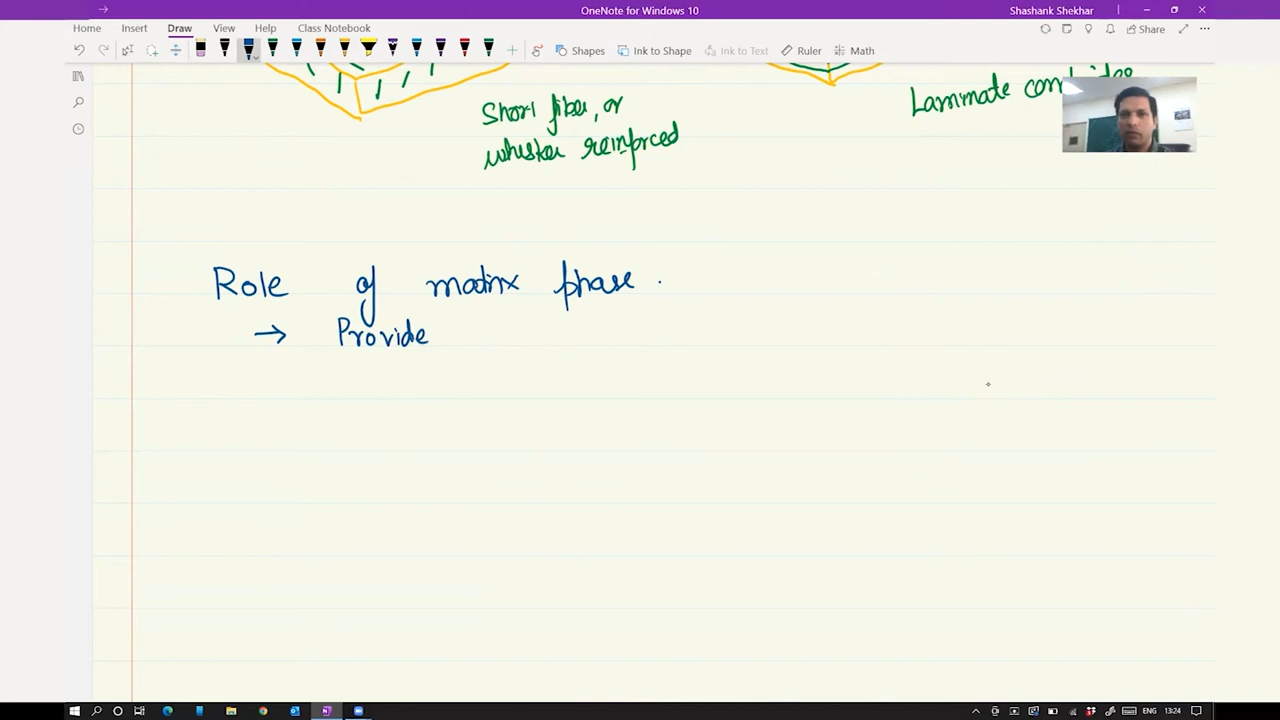 OneNote for Windows 10
Shashank Shekhar
Home Insert Draw View Help Class Notebook
Share
Shapes Ink to Shape Ink to Text Ruler Math
Short fiber, or
whisker reinforced
Laminate
Role of matrix phase.
→ Provide
ENG 13:24